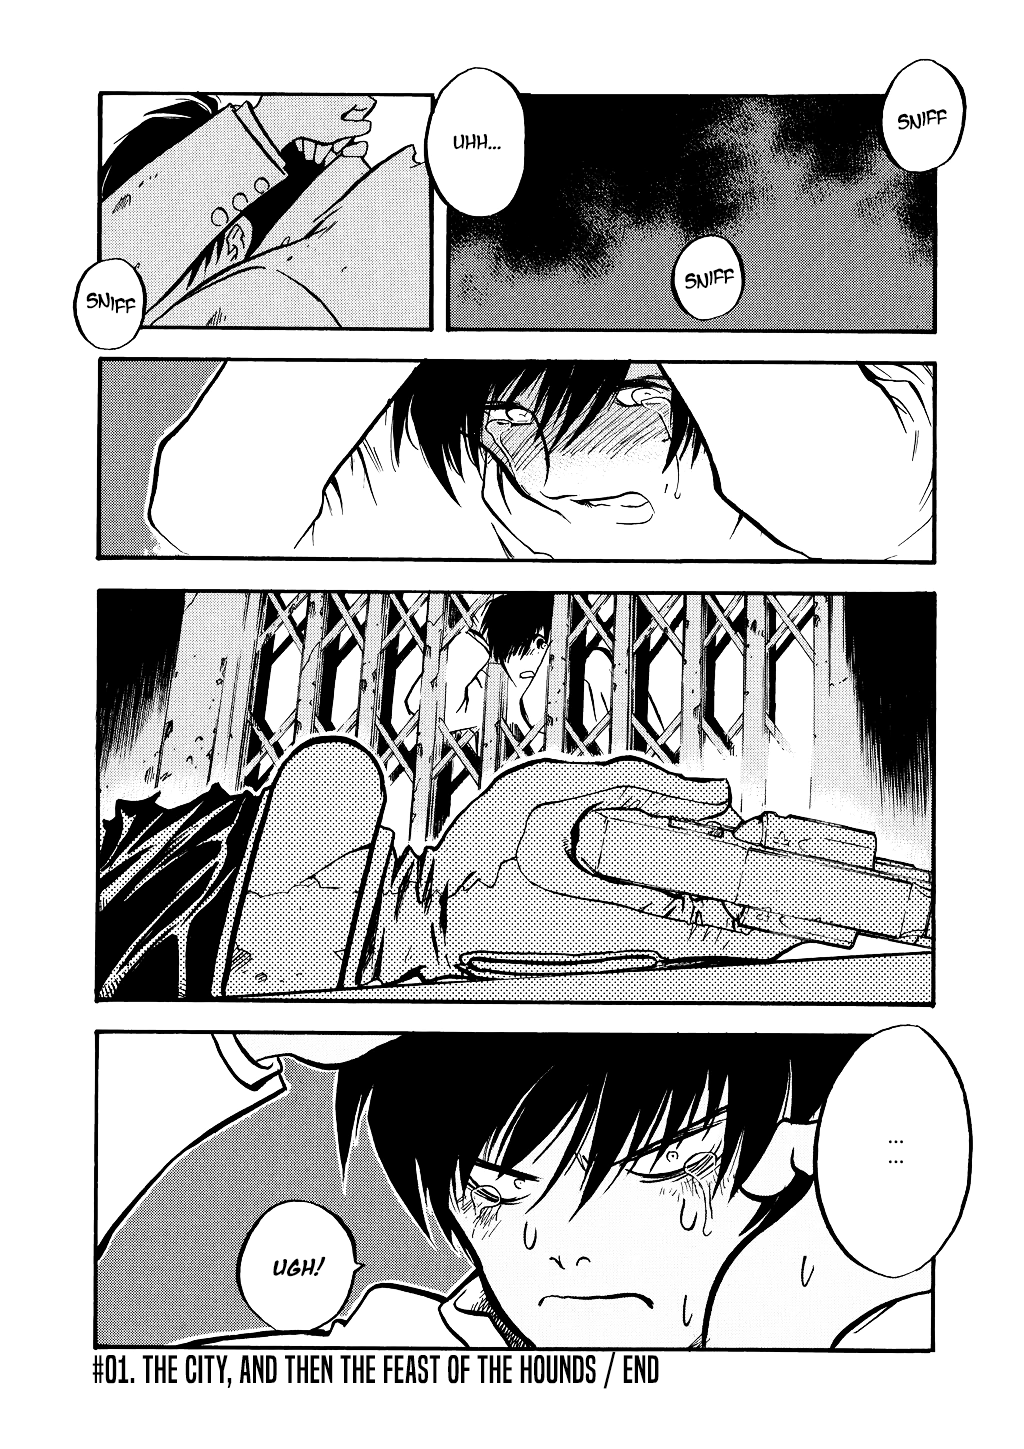 SNIFF
SNIFF
UHH...
SNIFF
...
...
UGH!
#01. THE CITY, AND THEN THE FEAST OF THE HOUNDS / END